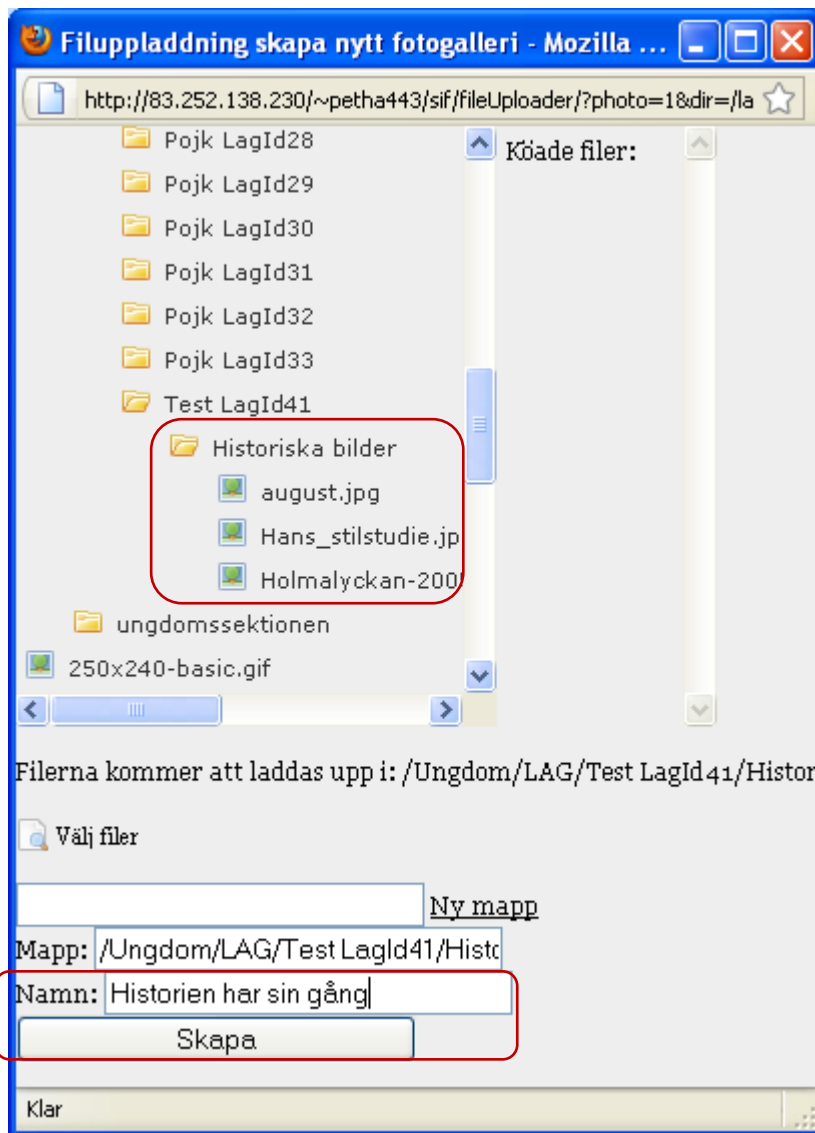 Filuppladdning skapa nytt fotogalleri - Mozilla ...
http://83.252.138.230/~petha443/sif/fileUploader/?photo=1&dir=/la
Pojk LagId28
Köade filer:
Pojk LagId29
Pojk LagId30
Pojk LagId31
Pojk LagId32
Pojk LagId33
Test LagId41
Historiska bilder
august.jpg
Hans_stilstudie.jp
Holmalyckan-200
ungdomssektionen
250x240-basic.gif
Filerna kommer att laddas upp i: /Ungdom/LAG/Test LagId41/Histor
Välj filer
Ny mapp
Mapp: /Ungdom/LAG/Test LagId41/Histo
Namn: Historien har sin gång
Skapa
Klar